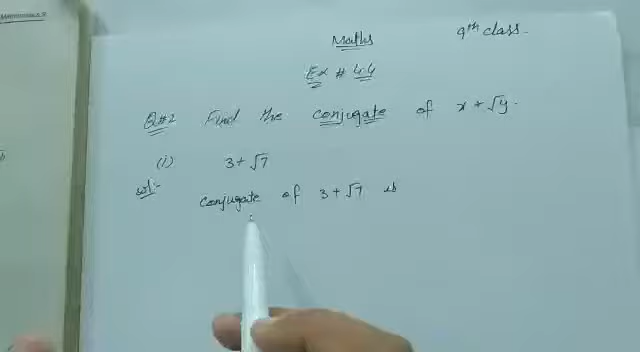 Maths 9th class.
Ex # 4.4
Q#2 Find the conjugate of x + √y.
(i) 3 + √7
Sol:-
Conjugate of 3 + √7 is